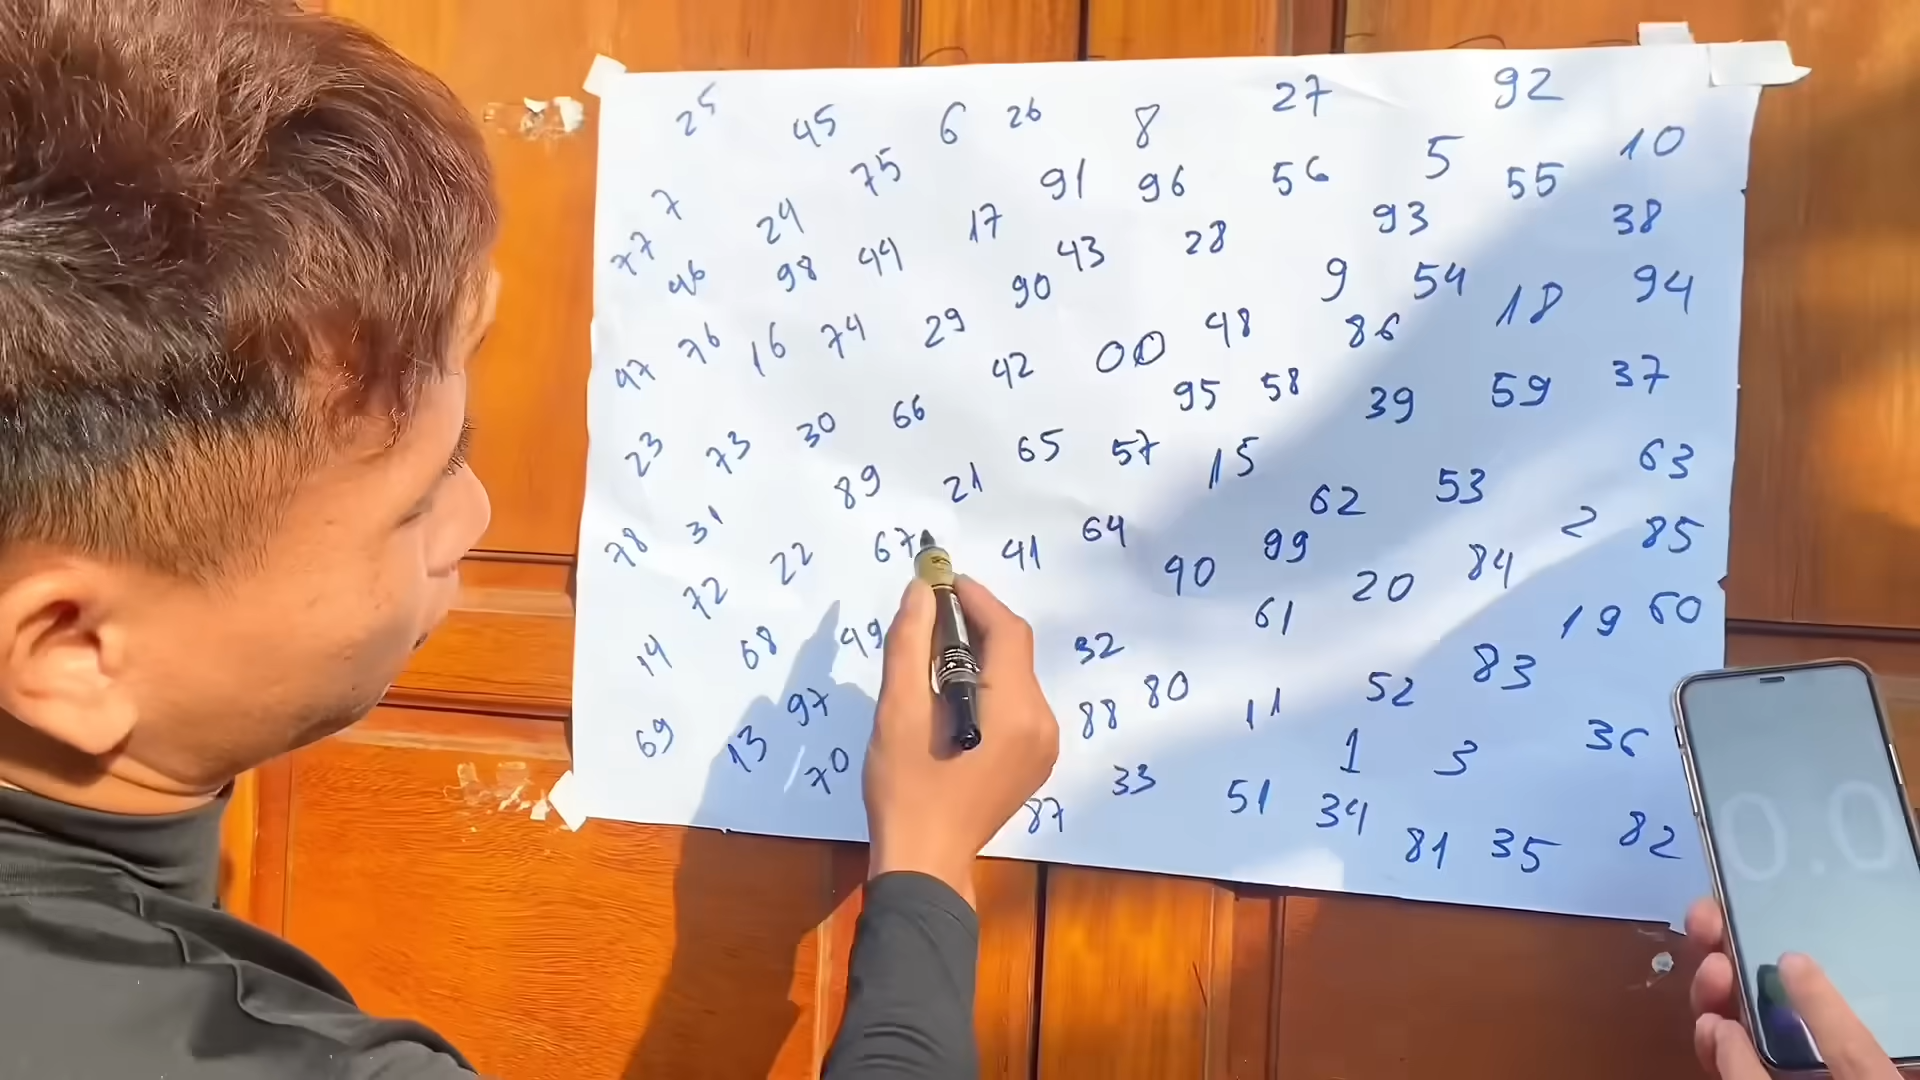 25 45 6 26 8 27 92
7 24 75 91 96 56 5 55 10
77 46 98 44 17 43 28 93 38
97 76 16 74 29 90 9 54 18 94
42 00 48 86
23 73 30 66 95 58 39 59 37
89 21 65 57 15 62 53 63
78 31 22 67 41 64 90 99 2 85
72 20 84
14 68 49 32 61 19 60
69 13 97 88 80 11 52 83
70 1 3 36
87 33 51 34 81 35 82
0.0